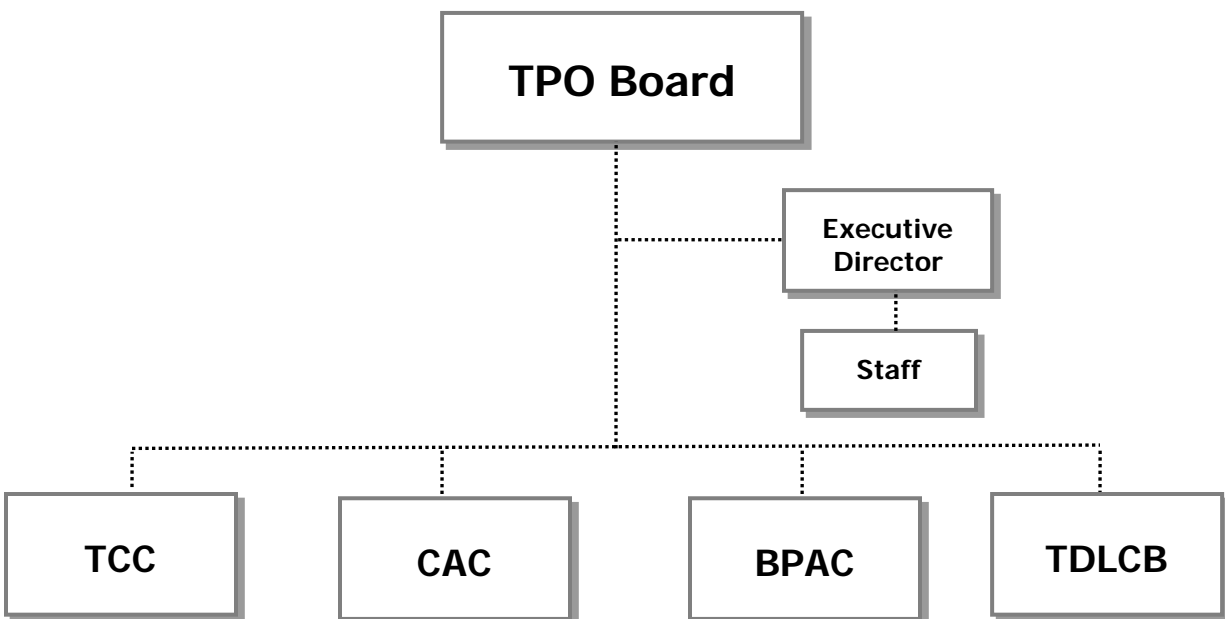 TPO Board
Executive
Director
Staff
TCC
CAC
BPAC
TDLCB